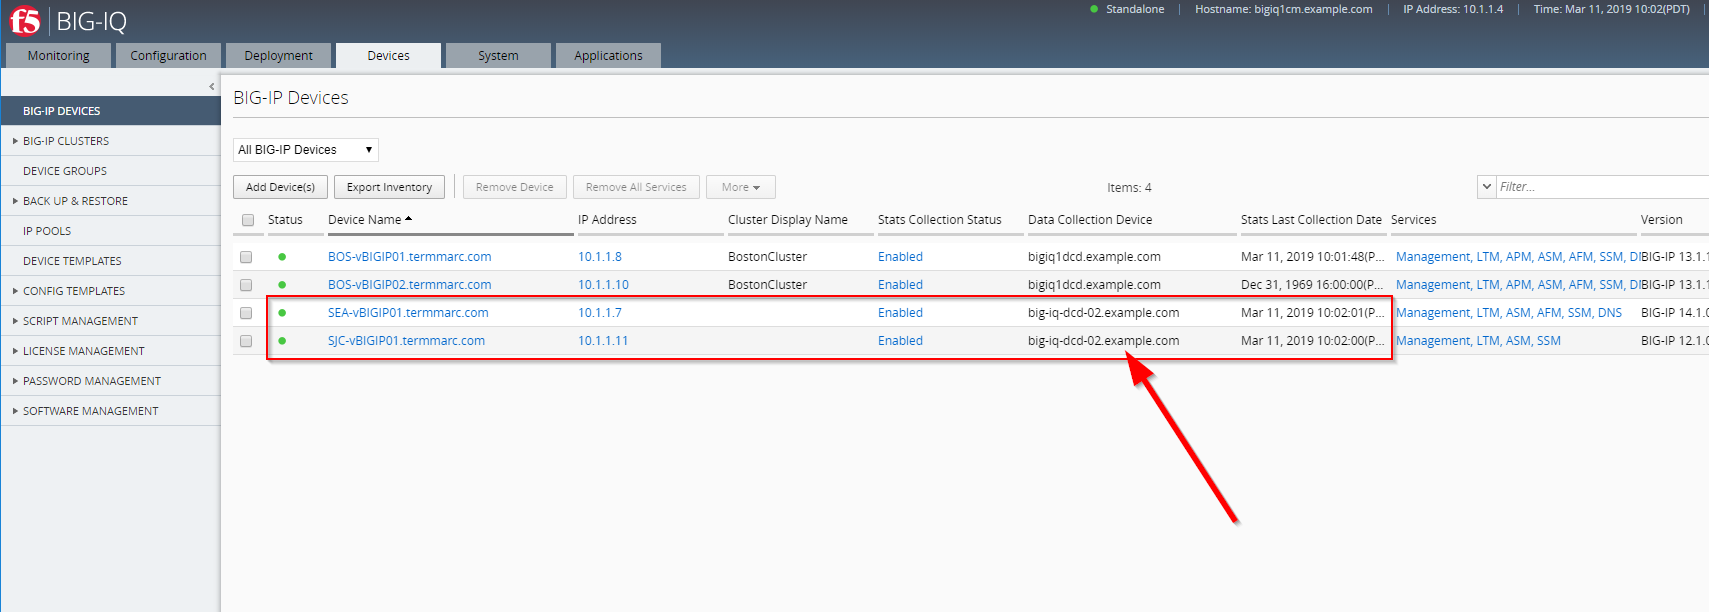 f5 BIG-IQ
Standalone | Hostname: bigiq1cm.example.com | IP Address: 10.1.1.4 | Time: Mar 11, 2019 10:02(PDT)
Monitoring Configuration Deployment Devices System Applications
BIG-IP DEVICES
BIG-IP CLUSTERS
DEVICE GROUPS
BACK UP & RESTORE
IP POOLS
DEVICE TEMPLATES
CONFIG TEMPLATES
SCRIPT MANAGEMENT
LICENSE MANAGEMENT
PASSWORD MANAGEMENT
SOFTWARE MANAGEMENT
BIG-IP Devices
All BIG-IP Devices
Add Device(s) Export Inventory Remove Device Remove All Services More Items: 4 Filter...
Status Device Name IP Address Cluster Display Name Stats Collection Status Data Collection Device Stats Last Collection Date Services Version
BOS-vBIGIP01.termmarc.com 10.1.1.8 BostonCluster Enabled bigiq1dcd.example.com Mar 11, 2019 10:01:48(P... Management, LTM, APM, ASM, AFM, SSM, D BIG-IP 13.1.1
BOS-vBIGIP02.termmarc.com 10.1.1.10 BostonCluster Enabled bigiq1dcd.example.com Dec 31, 1969 16:00:00(P... Management, LTM, APM, ASM, AFM, SSM, D BIG-IP 13.1.1
SEA-vBIGIP01.termmarc.com 10.1.1.7 Enabled big-iq-dcd-02.example.com Mar 11, 2019 10:02:01(P... Management, LTM, ASM, AFM, SSM, DNS BIG-IP 14.1.0
SJC-vBIGIP01.termmarc.com 10.1.1.11 Enabled big-iq-dcd-02.example.com Mar 11, 2019 10:02:00(P... Management, LTM, ASM, SSM BIG-IP 12.1.0